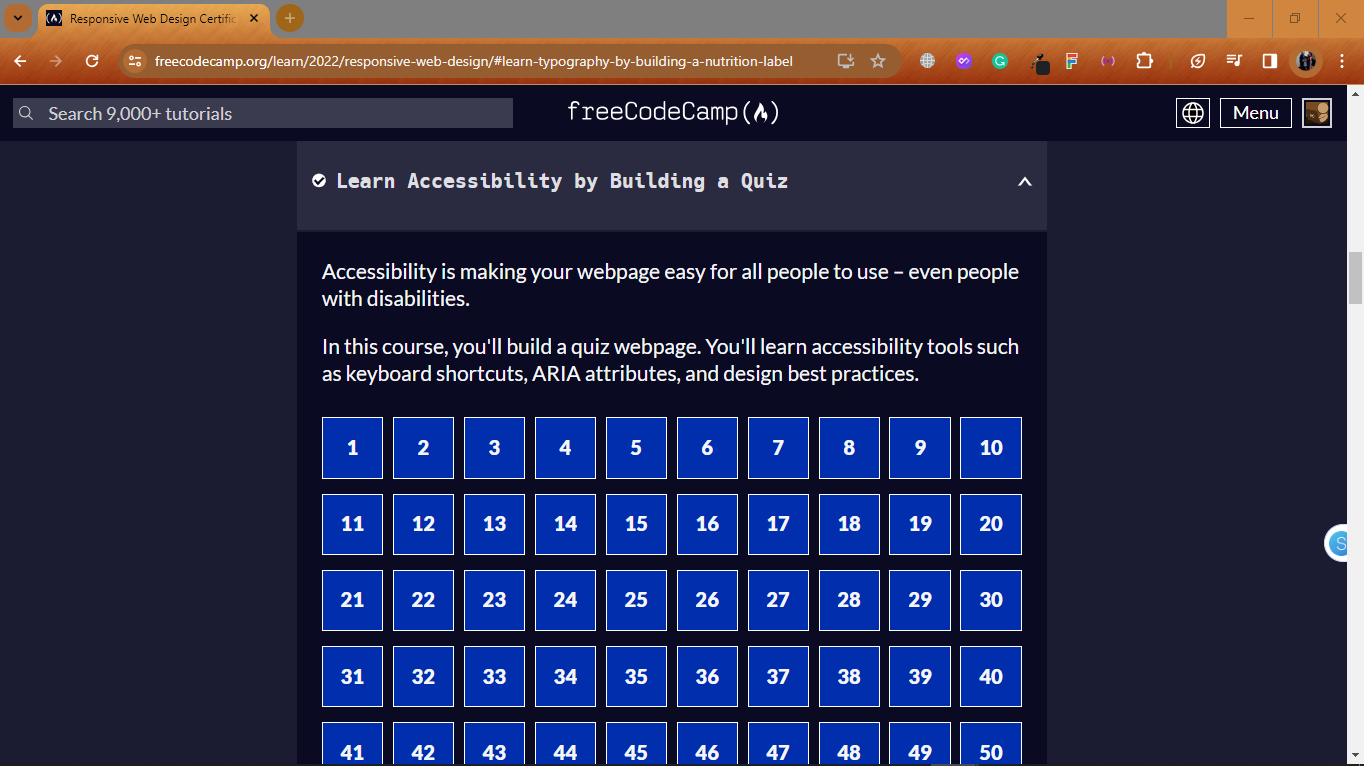 Responsive Web Design Certific
freecodecamp.org/learn/2022/responsive-web-design/#learn-typography-by-building-a-nutrition-label
Search 9,000+ tutorials
freeCodeCamp
Menu
Learn Accessibility by Building a Quiz
Accessibility is making your webpage easy for all people to use – even people
with disabilities.
In this course, you'll build a quiz webpage. You'll learn accessibility tools such
as keyboard shortcuts, ARIA attributes, and design best practices.
1 2 3 4 5 6 7 8 9 10
11 12 13 14 15 16 17 18 19 20
21 22 23 24 25 26 27 28 29 30
S
31 32 33 34 35 36 37 38 39 40
41 42 43 44 45 46 47 48 49 50